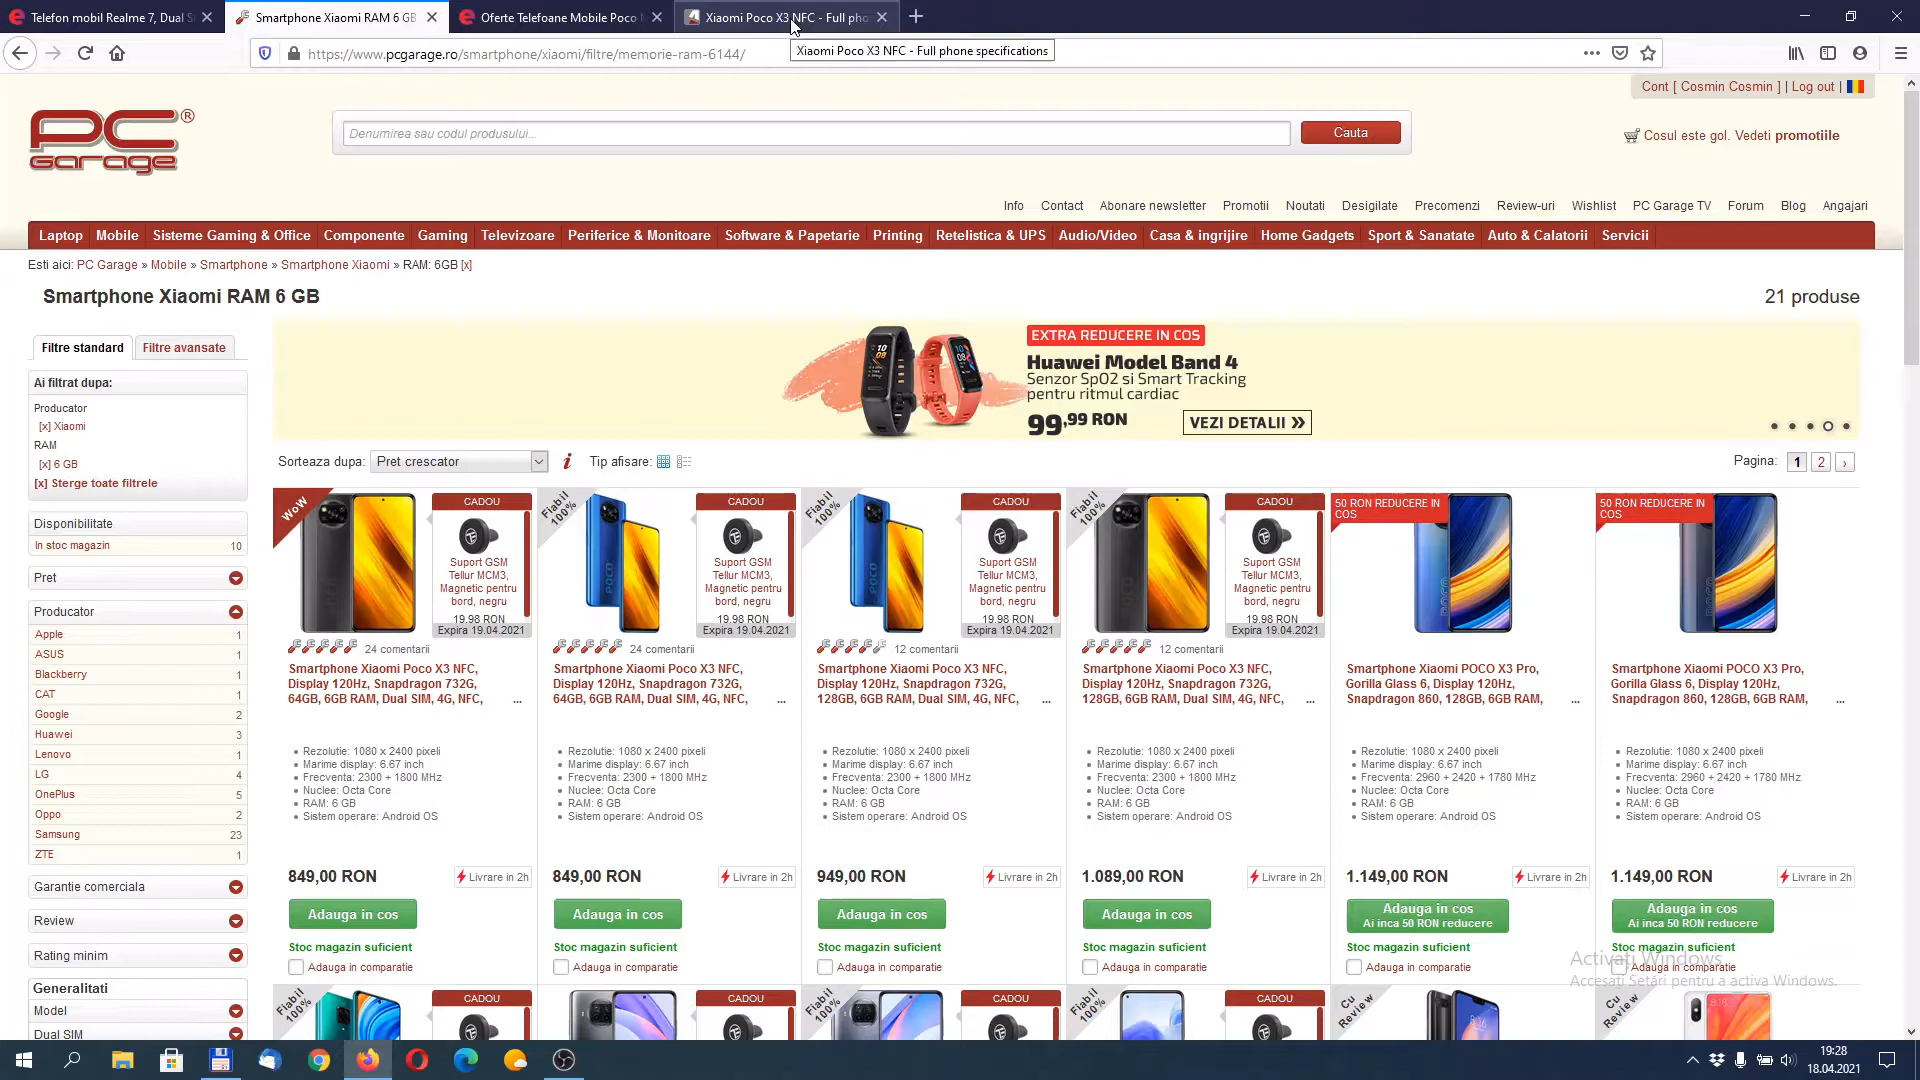 Telefon mobil Realme 7, Dual S
Smartphone Xiaomi RAM 6 GB
Oferte Telefoane Mobile Poco
Xiaomi Poco X3 NFC - Full pho
https://www.pcgarage.ro/smartphone/xiaomi/filtre/memorie-ram-6144/
Xiaomi Poco X3 NFC - Full phone specifications
Cont [ Cosmin Cosmin ] | Log out |
PC Garage ®
Denumirea sau codul produsului...
Cauta
Cosul este gol. Vedeti promotiile
Info Contact Abonare newsletter Promotii Noutati Desigilate Precomenzi Review-uri Wishlist PC Garage TV Forum Blog Angajari
Laptop Mobile Sisteme Gaming & Office Componente Gaming Televizoare Periferice & Monitoare Software & Papetarie Printing Retelistica & UPS Audio/Video Casa & ingrijire Home Gadgets Sport & Sanatate Auto & Calatorii Servicii
Esti aici: PC Garage » Mobile » Smartphone » Smartphone Xiaomi » RAM: 6GB [x]
Smartphone Xiaomi RAM 6 GB
21 produse
Filtre standard
Filtre avansate
Ai filtrat dupa:
Producator
[x] Xiaomi
RAM
[x] 6 GB
[x] Sterge toate filtrele
Disponibilitate
In stoc magazin 10
Pret
Producator
Apple 1
ASUS 1
Blackberry 1
CAT 1
Google 2
Huawei 3
Lenovo 1
LG 4
OnePlus 5
Oppo 2
Samsung 23
ZTE 1
Garantie comerciala
Review
Rating minim
Generalitati
Model
Dual SIM
EXTRA REDUCERE IN COS
Huawei Model Band 4
Senzor SpO2 si Smart Tracking
pentru ritmul cardiac
99,99 RON
VEZI DETALII »
Sorteaza dupa: Pret crescator
i
Tip afisare:
Pagina: 1 2 ›
WoW
CADOU
Suport GSM
Tellur MCM3,
Magnetic pentru
bord, negru
19,98 RON
Expira 19.04.2021
24 comentarii
Smartphone Xiaomi Poco X3 NFC,
Display 120Hz, Snapdragon 732G,
64GB, 6GB RAM, Dual SIM, 4G, NFC, ...
Rezolutie: 1080 x 2400 pixeli
Marime display: 6.67 inch
Frecventa: 2300 + 1800 MHz
Nuclee: Octa Core
RAM: 6 GB
Sistem operare: Android OS
849,00 RON
Livrare in 2h
Adauga in cos
Stoc magazin suficient
Adauga in comparatie
Fiabil
100%
CADOU
Suport GSM
Tellur MCM3,
Magnetic pentru
bord, negru
19,98 RON
Expira 19.04.2021
24 comentarii
Smartphone Xiaomi Poco X3 NFC,
Display 120Hz, Snapdragon 732G,
64GB, 6GB RAM, Dual SIM, 4G, NFC, ...
Rezolutie: 1080 x 2400 pixeli
Marime display: 6.67 inch
Frecventa: 2300 + 1800 MHz
Nuclee: Octa Core
RAM: 6 GB
Sistem operare: Android OS
849,00 RON
Livrare in 2h
Adauga in cos
Stoc magazin suficient
Adauga in comparatie
Fiabil
100%
CADOU
Suport GSM
Tellur MCM3,
Magnetic pentru
bord, negru
19,98 RON
Expira 19.04.2021
12 comentarii
Smartphone Xiaomi Poco X3 NFC,
Display 120Hz, Snapdragon 732G,
128GB, 6GB RAM, Dual SIM, 4G, NFC, ...
Rezolutie: 1080 x 2400 pixeli
Marime display: 6.67 inch
Frecventa: 2300 + 1800 MHz
Nuclee: Octa Core
RAM: 6 GB
Sistem operare: Android OS
949,00 RON
Livrare in 2h
Adauga in cos
Stoc magazin suficient
Adauga in comparatie
Fiabil
100%
CADOU
Suport GSM
Tellur MCM3,
Magnetic pentru
bord, negru
19,98 RON
Expira 19.04.2021
12 comentarii
Smartphone Xiaomi Poco X3 NFC,
Display 120Hz, Snapdragon 732G,
128GB, 6GB RAM, Dual SIM, 4G, NFC, ...
Rezolutie: 1080 x 2400 pixeli
Marime display: 6.67 inch
Frecventa: 2300 + 1800 MHz
Nuclee: Octa Core
RAM: 6 GB
Sistem operare: Android OS
1.089,00 RON
Livrare in 2h
Adauga in cos
Stoc magazin suficient
Adauga in comparatie
50 RON REDUCERE IN
COS
Smartphone Xiaomi POCO X3 Pro,
Gorilla Glass 6, Display 120Hz,
Snapdragon 860, 128GB, 6GB RAM, ...
Rezolutie: 1080 x 2400 pixeli
Marime display: 6.67 inch
Frecventa: 2960 + 2420 + 1780 MHz
Nuclee: Octa Core
RAM: 6 GB
Sistem operare: Android OS
1.149,00 RON
Livrare in 2h
Adauga in cos
Ai inca 50 RON reducere
Stoc magazin suficient
Adauga in comparatie
50 RON REDUCERE IN
COS
Smartphone Xiaomi POCO X3 Pro,
Gorilla Glass 6, Display 120Hz,
Snapdragon 860, 128GB, 6GB RAM, ...
Rezolutie: 1080 x 2400 pixeli
Marime display: 6.67 inch
Frecventa: 2960 + 2420 + 1780 MHz
Nuclee: Octa Core
RAM: 6 GB
Sistem operare: Android OS
1.149,00 RON
Livrare in 2h
Adauga in cos
Ai inca 50 RON reducere
Stoc magazin suficient
Adauga in comparatie
Activați Windows
Accesați Setări pentru a activa Windows.
Fiabil
100%
CADOU
CADOU
Fiabil
100%
CADOU
Fiabil
100%
CADOU
Cu
Review
Cu
Review
19:28
18.04.2021